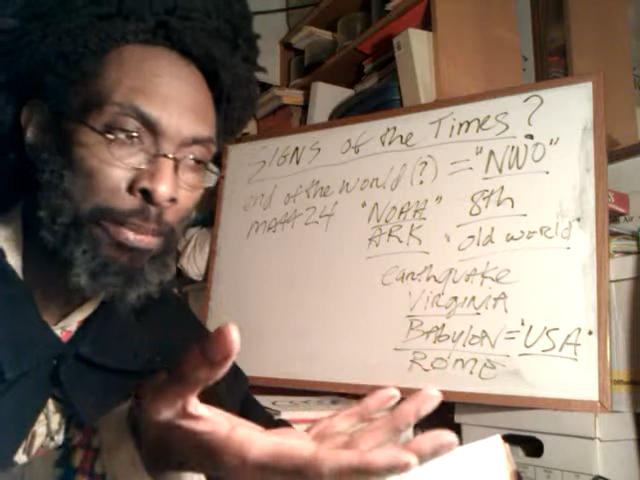 SIGNS of the Times?
end of the world(?) = "NWO"
MATT 24 "NOAH" 8th
ARK "old world"
earthquake
VIRGINIA
BABYLON = "USA"
ROME